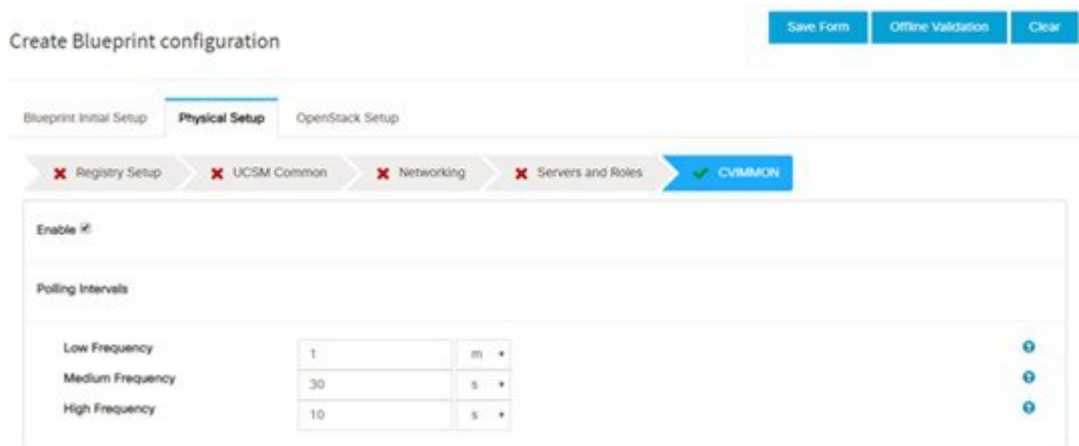 Create Blueprint configuration
Save Form Offline Validation Clear
Blueprint Initial Setup Physical Setup OpenStack Setup
Registry Setup UCSM Common Networking Servers and Roles CVIMMON
Enable
Polling Intervals
Low Frequency 1 m
Medium Frequency 30 s
High Frequency 10 s